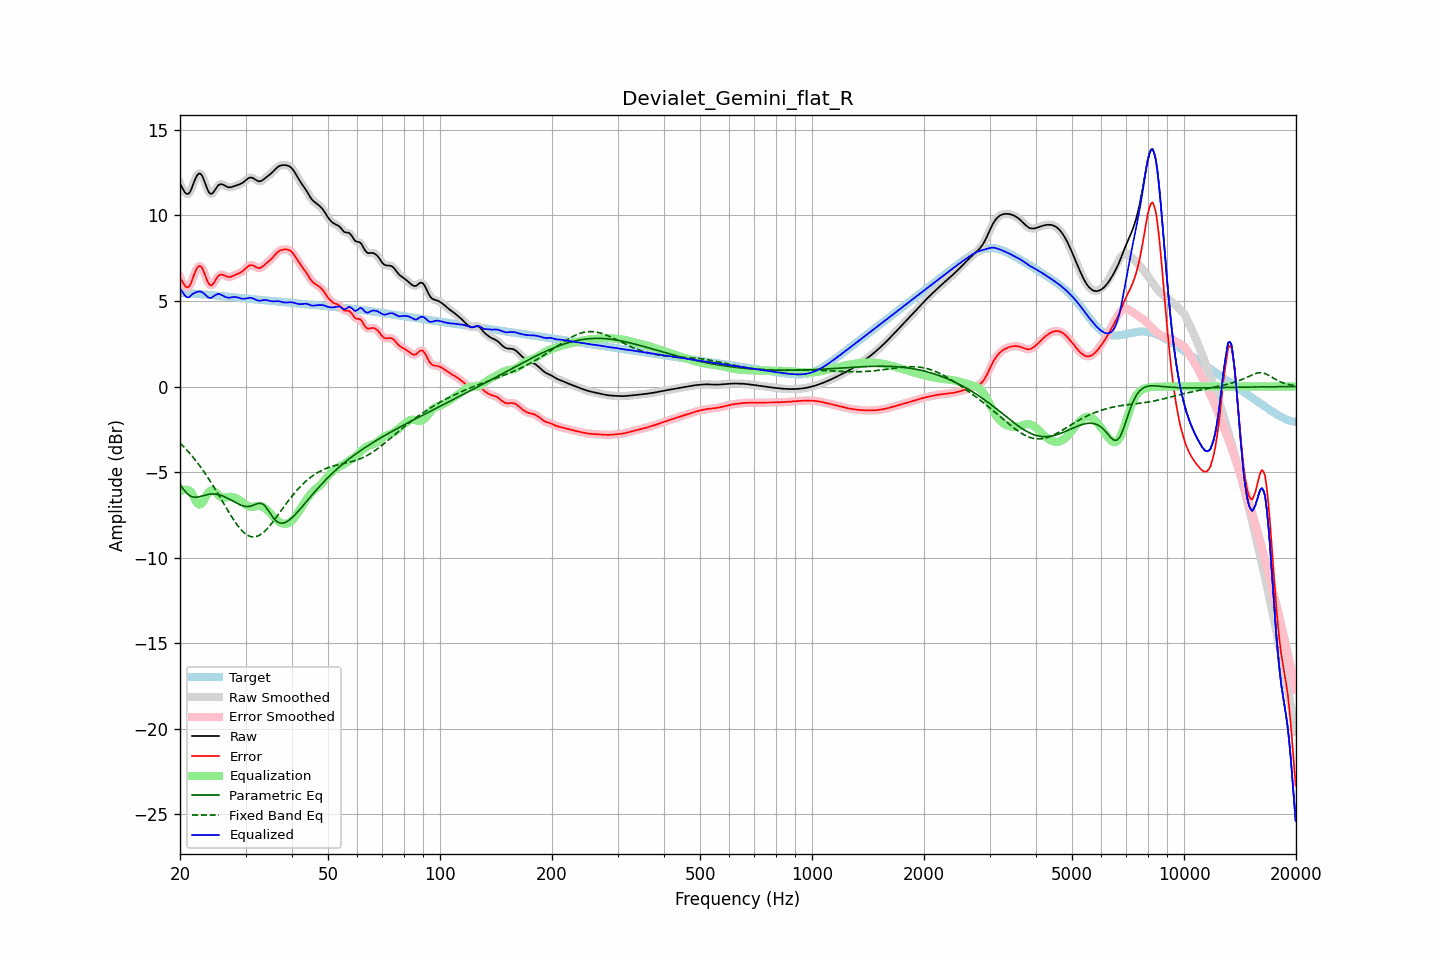 Devialet_Gemini_flat_R
15
10
5
0
−5
−10
−15
−20
−25
Amplitude (dBr)
Target
Raw Smoothed
Error Smoothed
Raw
Error
Equalization
Parametric Eq
Fixed Band Eq
Equalized
20 50 100 200 500 1000 2000 5000 10000 20000
Frequency (Hz)